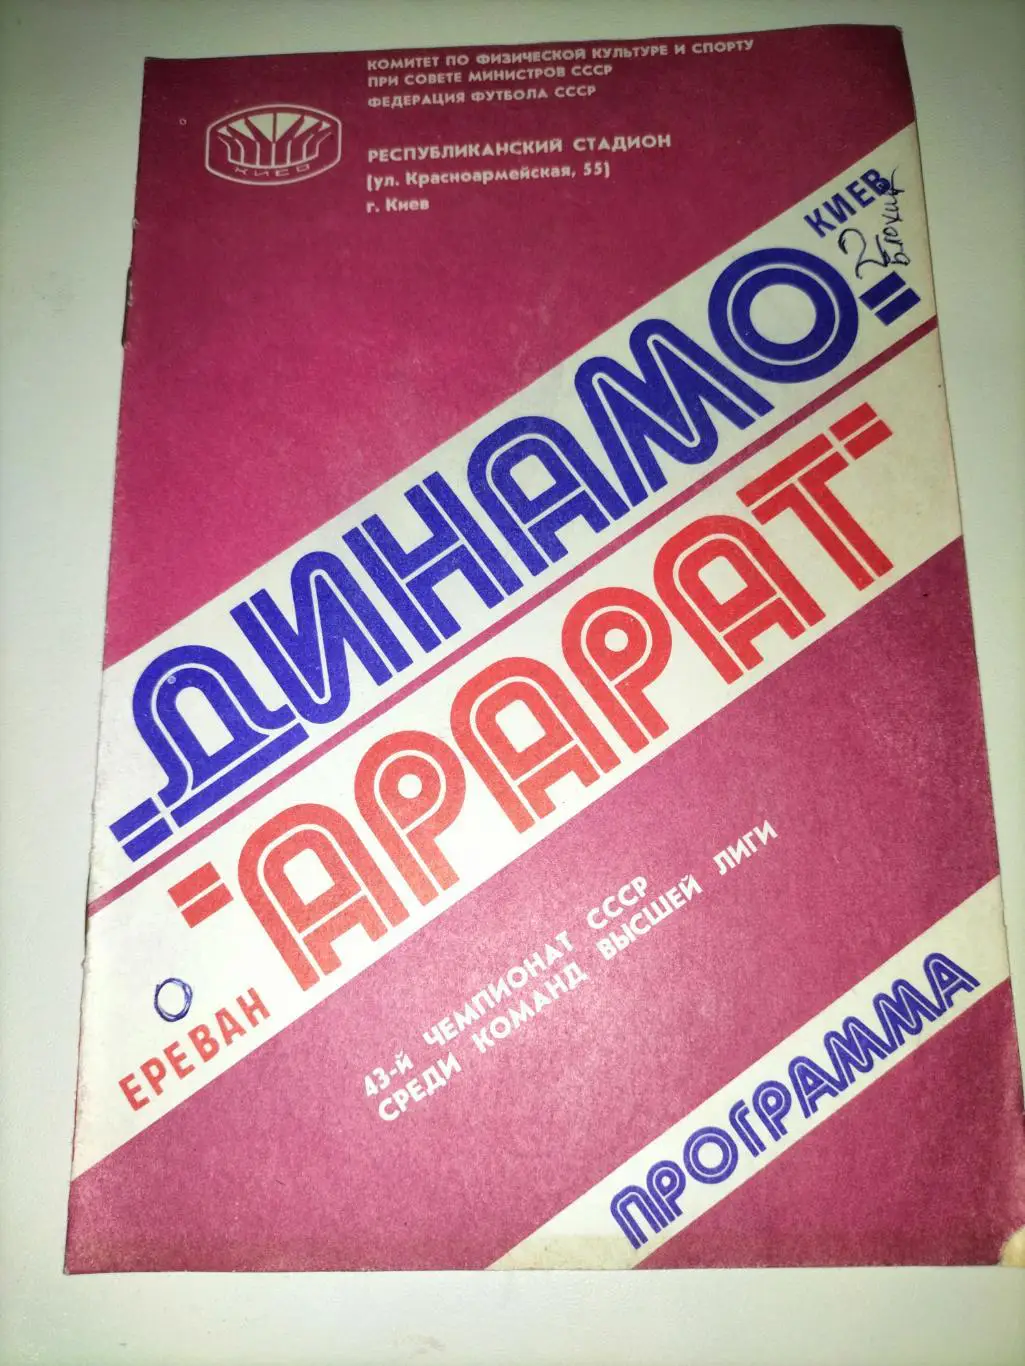 КОМИТЕТ ПО ФИЗИЧЕСКОЙ КУЛЬТУРЕ И СПОРТУ
ПРИ СОВЕТЕ МИНИСТРОВ СССР
ФЕДЕРАЦИЯ ФУТБОЛА СССР
КИЕВ
РЕСПУБЛИКАНСКИЙ СТАДИОН
(ул. Красноармейская, 55)
г. Киев
КИЕВ
2
Блохин
"ДИНАМО"
"АРАРАТ"
ЕРЕВАН
0
43-й ЧЕМПИОНАТ СССР
СРЕДИ КОМАНД ВЫСШЕЙ ЛИГИ
ПРОГРАММА